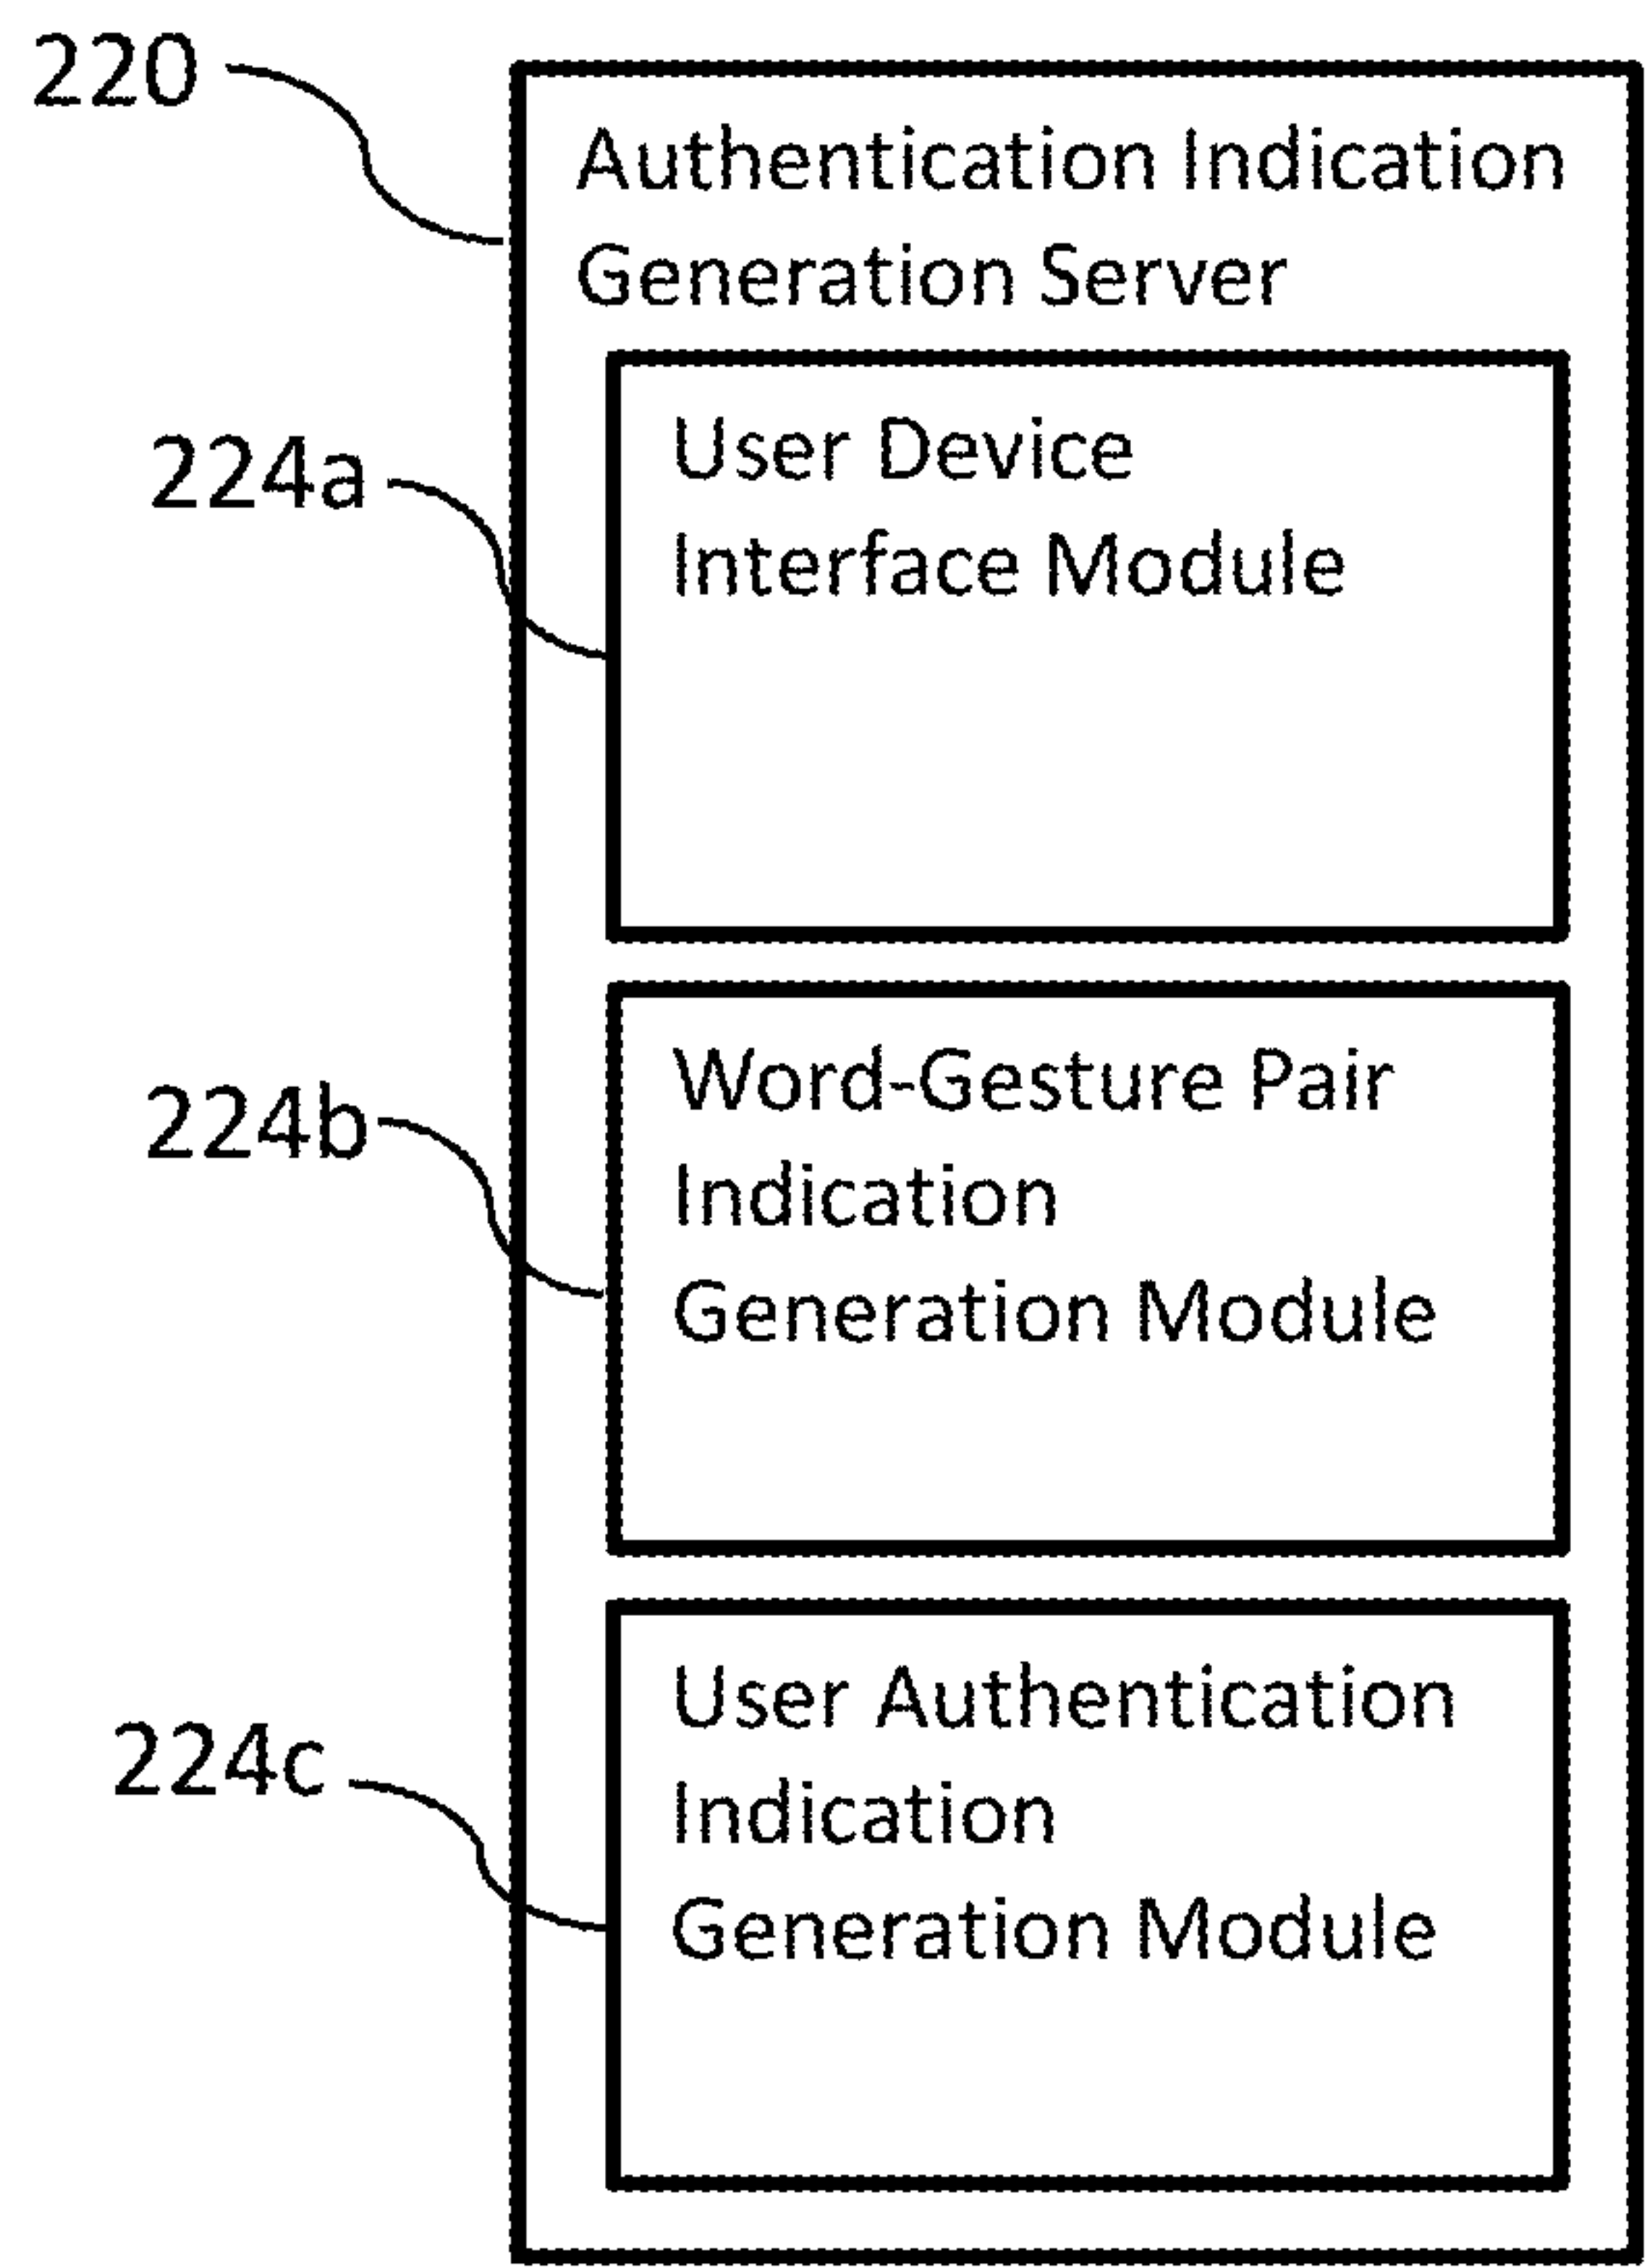 220
Authentication Indication
Generation Server
224a
User Device
Interface Module
224b
Word-Gesture Pair
Indication
Generation Module
224c
User Authentication
Indication
Generation Module